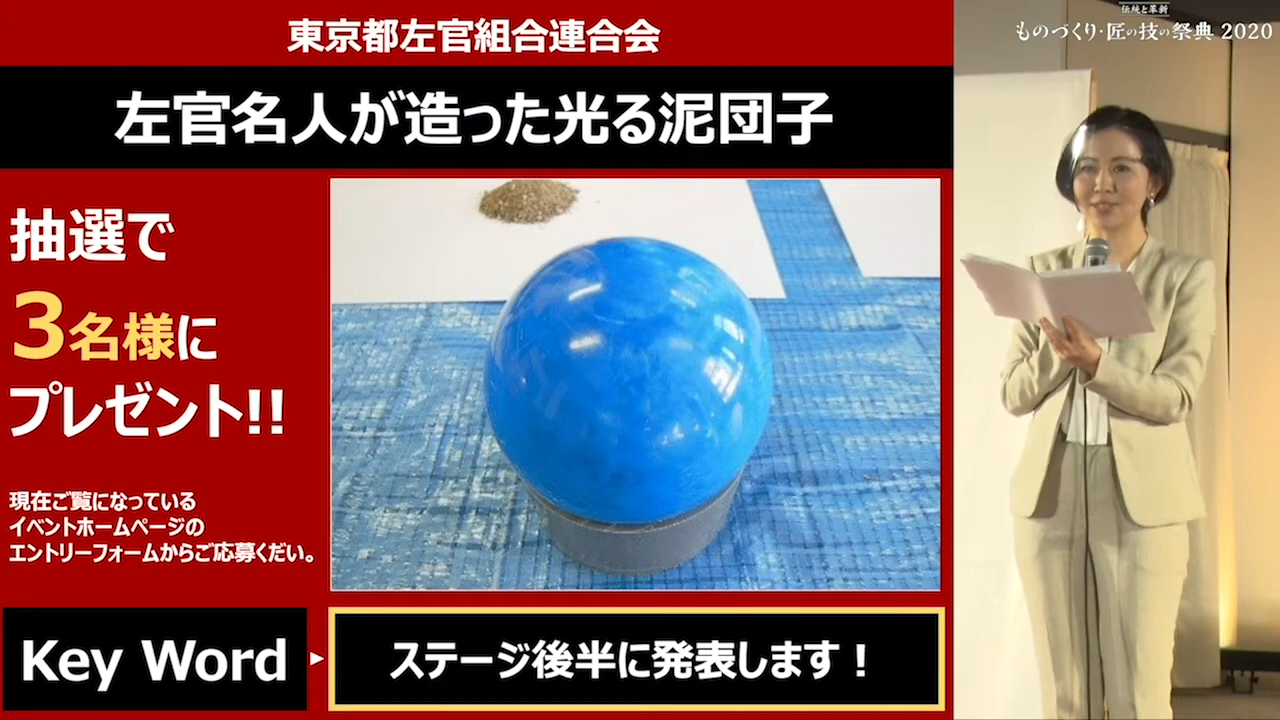 東京都左官組合連合会
左官名人が造った光る泥団子
抽選で
3名様に
プレゼント!!
現在ご覧になっている
イベントホームページの
エントリーフォームからご応募くだい。
Key Word
ステージ後半に発表します！
伝統と革新
ものづくり・匠の技の祭典 2020